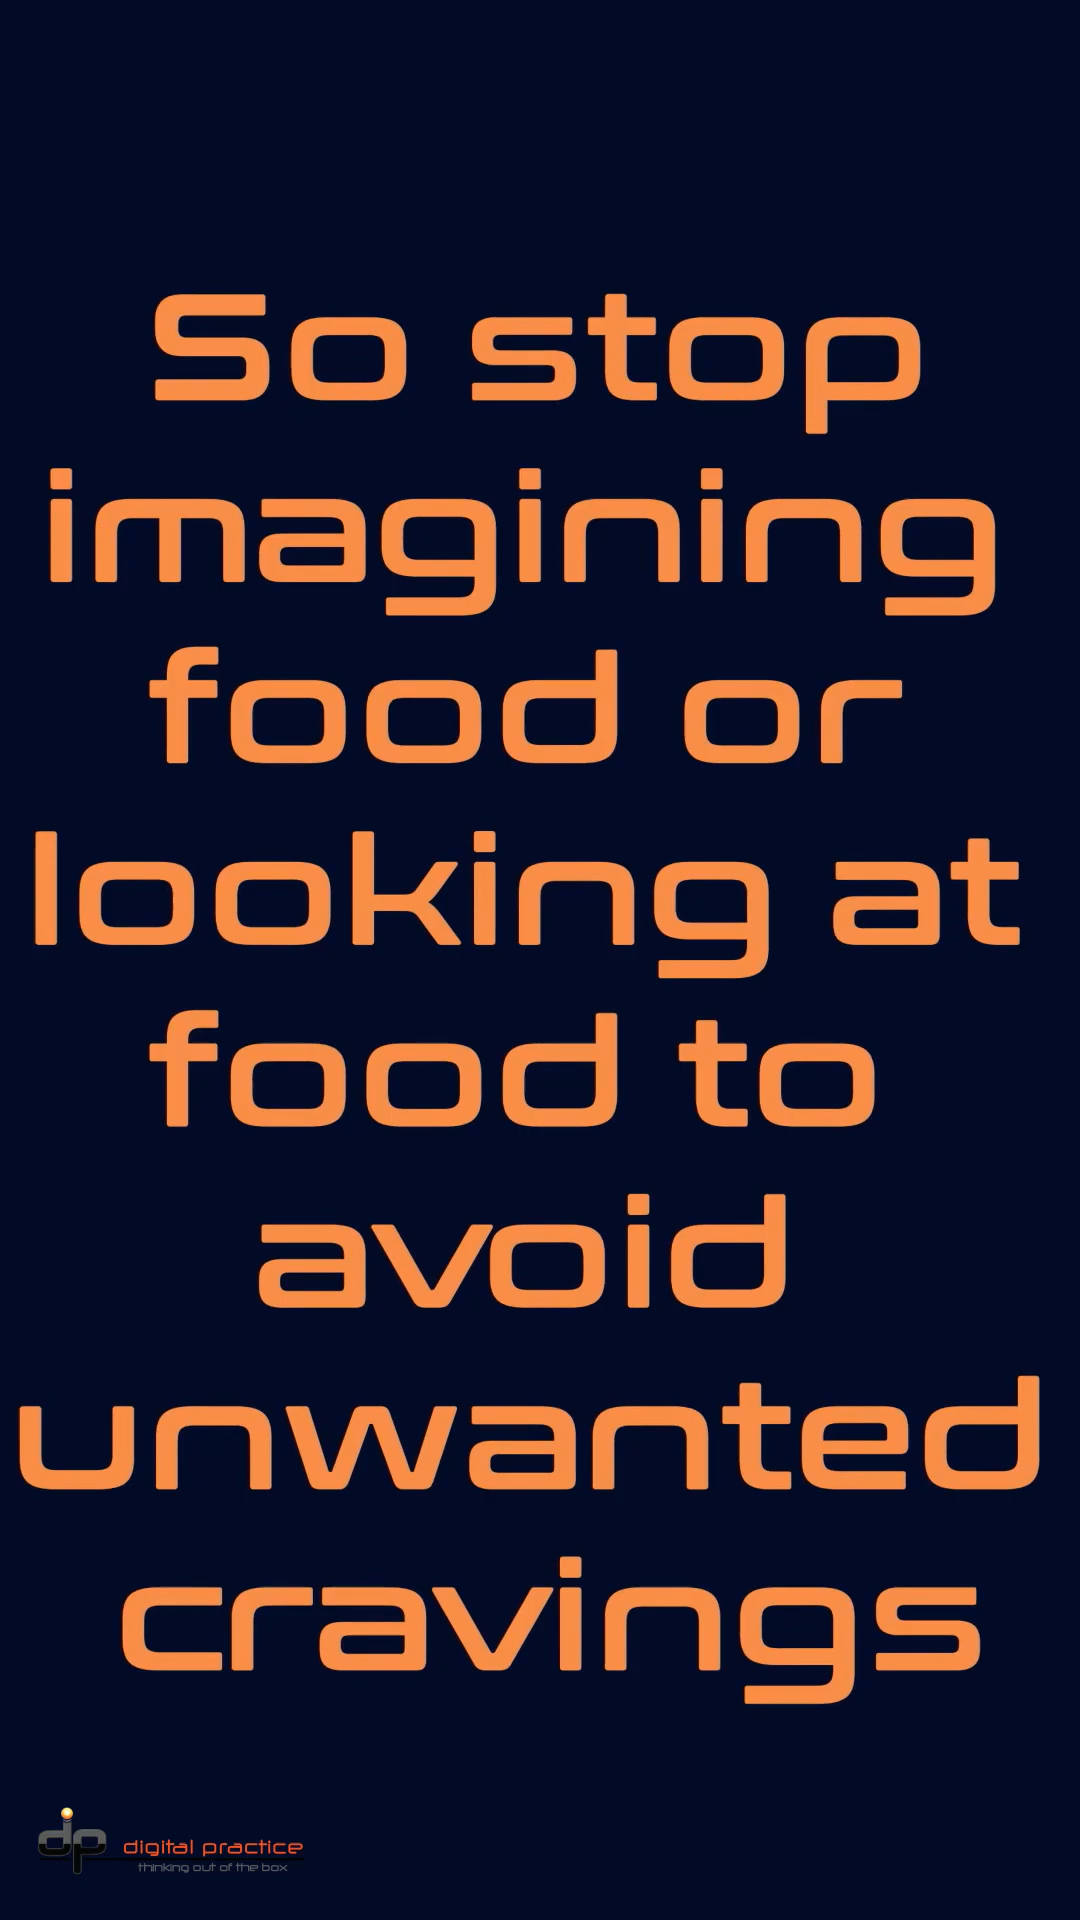 So stop
imagining
food or
looking at
food to
avoid
unwanted
cravings
dp
digital practice
thinking out of the box